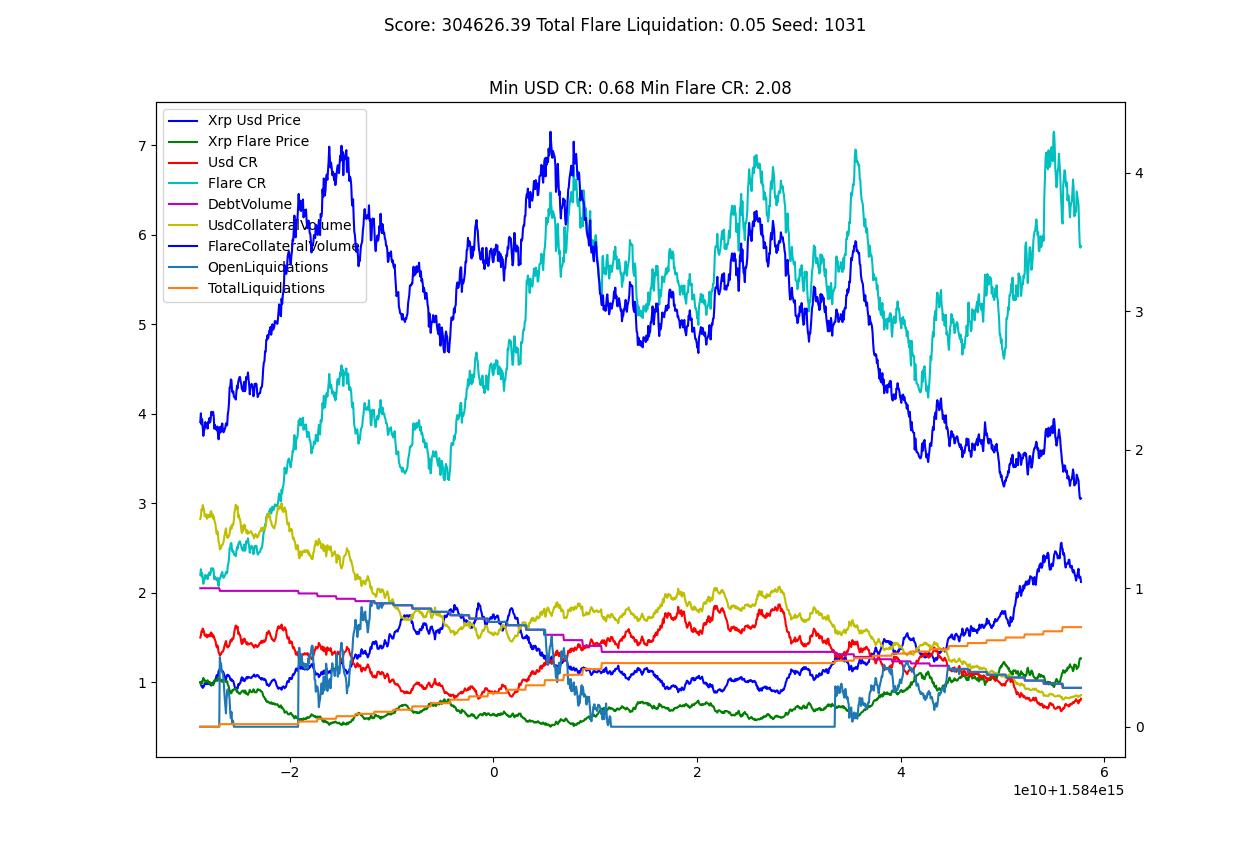 Score: 304626.39 Total Flare Liquidation: 0.05 Seed: 1031
Min USD CR: 0.68 Min Flare CR: 2.08
Xrp Usd Price
Xrp Flare Price
Usd CR
Flare CR
DebtVolume
UsdCollateralVolume
FlareCollateralVolume
OpenLiquidations
TotalLiquidations
7
6
5
4
3
2
1
4
3
2
1
0
−2
0
2
4
6
1e10+1.584e15